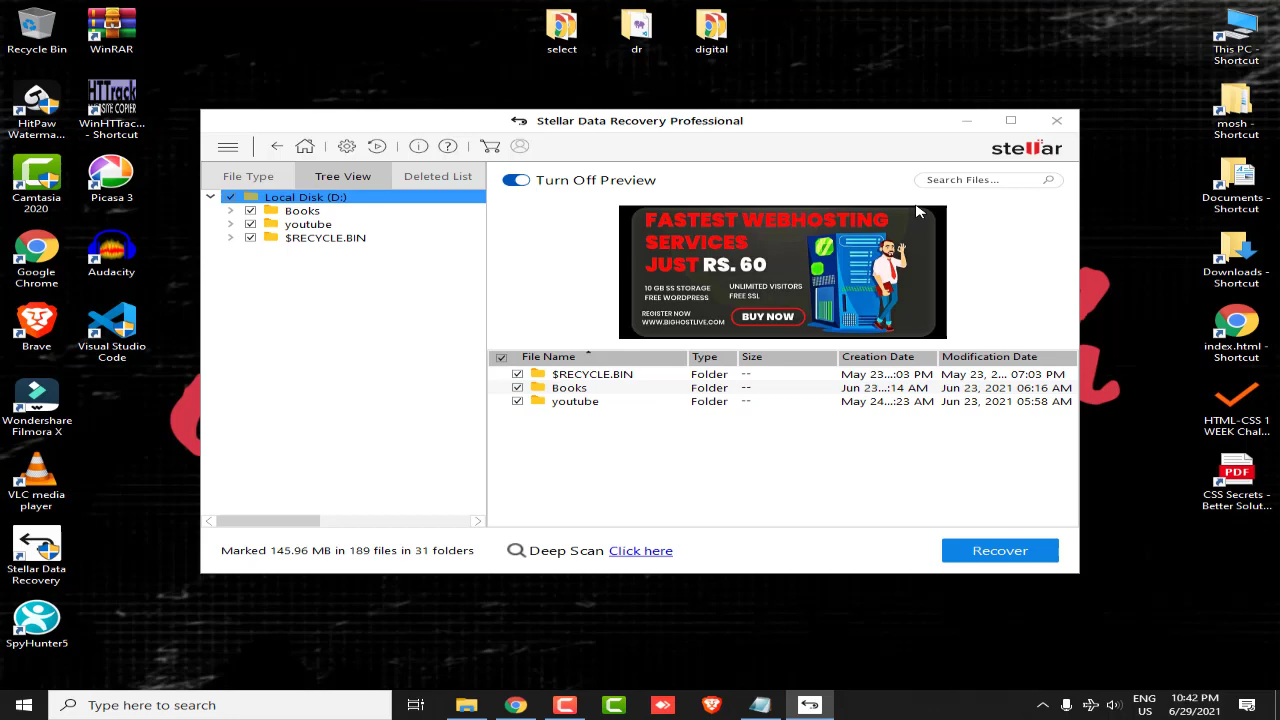 Recycle Bin
WinRAR
select
dr
digital
This PC -
Shortcut
HitPaw
Waterma...
HTTrack
WEBSITE COPIER
WinHTTrac...
- Shortcut
mosh -
Shortcut
Stellar Data Recovery Professional
stellar
Camtasia
2020
Picasa 3
Documents -
Shortcut
File Type
Tree View
Deleted List
Turn Off Preview
Search Files...
Local Disk (D:)
Books
youtube
$RECYCLE.BIN
FASTEST WEBHOSTING
SERVICES
JUST RS. 60
10 GB SS STORAGE
FREE WORDPRESS
UNLIMITED VISITORS
FREE SSL
REGISTER NOW
WWW.BIGHOSTLIVE.COM
BUY NOW
Google
Chrome
Audacity
Downloads -
Shortcut
Brave
Visual Studio
Code
index.html -
Shortcut
File Name Type Size Creation Date Modification Date
$RECYCLE.BIN Folder -- May 23...:03 PM May 23, 2... 07:03 PM
Books Folder -- Jun 23...:14 AM Jun 23, 2021 06:16 AM
youtube Folder -- May 24...:23 AM Jun 23, 2021 05:58 AM
Wondershare
Filmora X
HTML-CSS 1
WEEK Chal...
VLC media
player
PDF
CSS Secrets -
Better Solut...
Marked 145.96 MB in 189 files in 31 folders
Deep Scan Click here
Recover
Stellar Data
Recovery
SpyHunter5
Type here to search
ENG
US
10:42 PM
6/29/2021